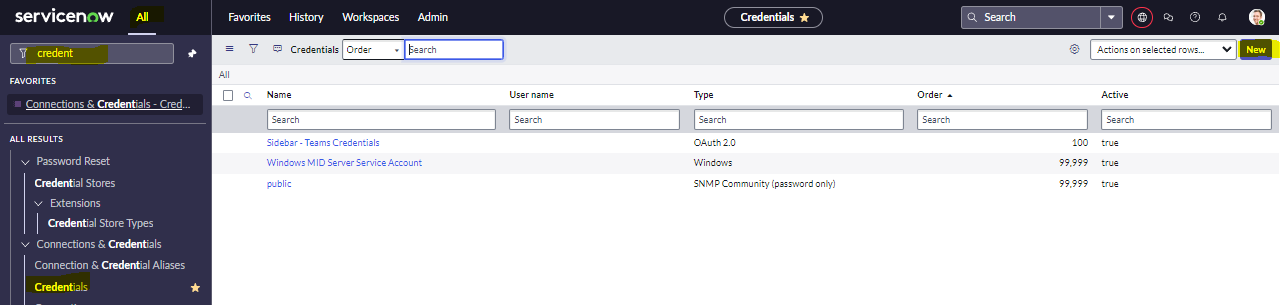 servicenow
All
Favorites
History
Workspaces
Admin
Credentials
Search
credent
FAVORITES
Connections & Credentials - Cred...
ALL RESULTS
Password Reset
Credential Stores
Extensions
Credential Store Types
Connections & Credentials
Connection & Credential Aliases
Credentials
Credentials
Order
Search
Actions on selected rows...
New
All
Name User name Type Order Active
Search Search Search Search Search
Sidebar - Teams Credentials OAuth 2.0 100 true
Windows MID Server Service Account Windows 99,999 true
public SNMP Community (password only) 99,999 true